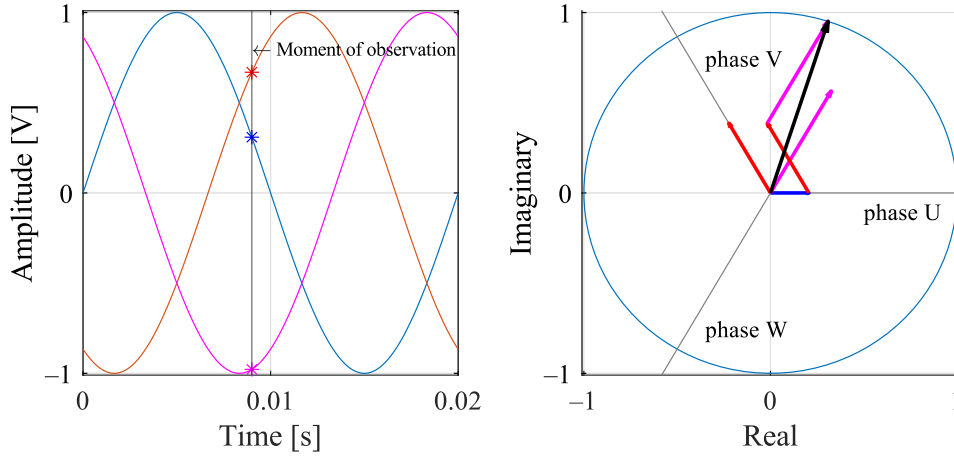 1
0
−1
Amplitude [V]
0
0.01
0.02
Time [s]
← Moment of observation
1
0
−1
Imaginary
−1
0
1
Real
phase V
phase U
phase W